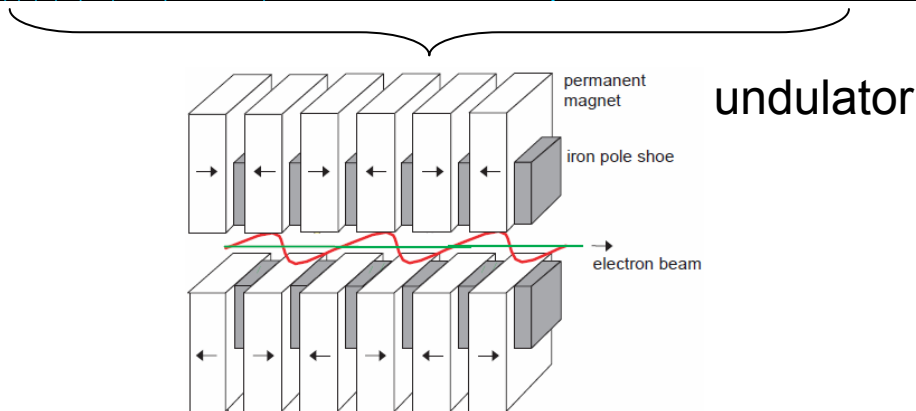 permanent
magnet
undulator
iron pole shoe
electron beam